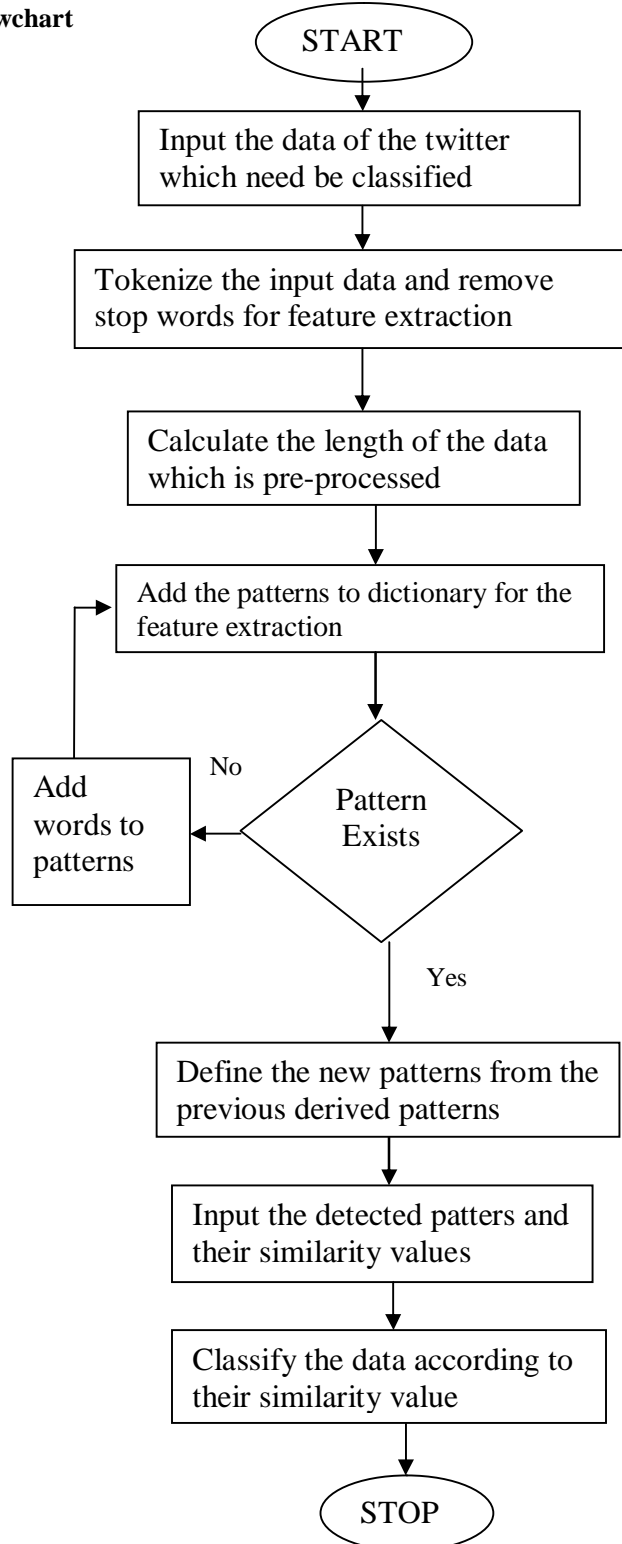 wchart
START
Input the data of the twitter
which need be classified
Tokenize the input data and remove
stop words for feature extraction
Calculate the length of the data
which is pre-processed
Add the patterns to dictionary for the
feature extraction
No
Add
words to
patterns
Pattern
Exists
Yes
Define the new patterns from the
previous derived patterns
Input the detected patters and
their similarity values
Classify the data according to
their similarity value
STOP